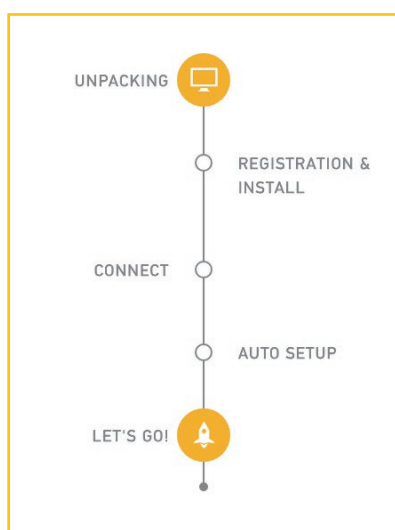 UNPACKING
REGISTRATION &
INSTALL
CONNECT
AUTO SETUP
LET'S GO!